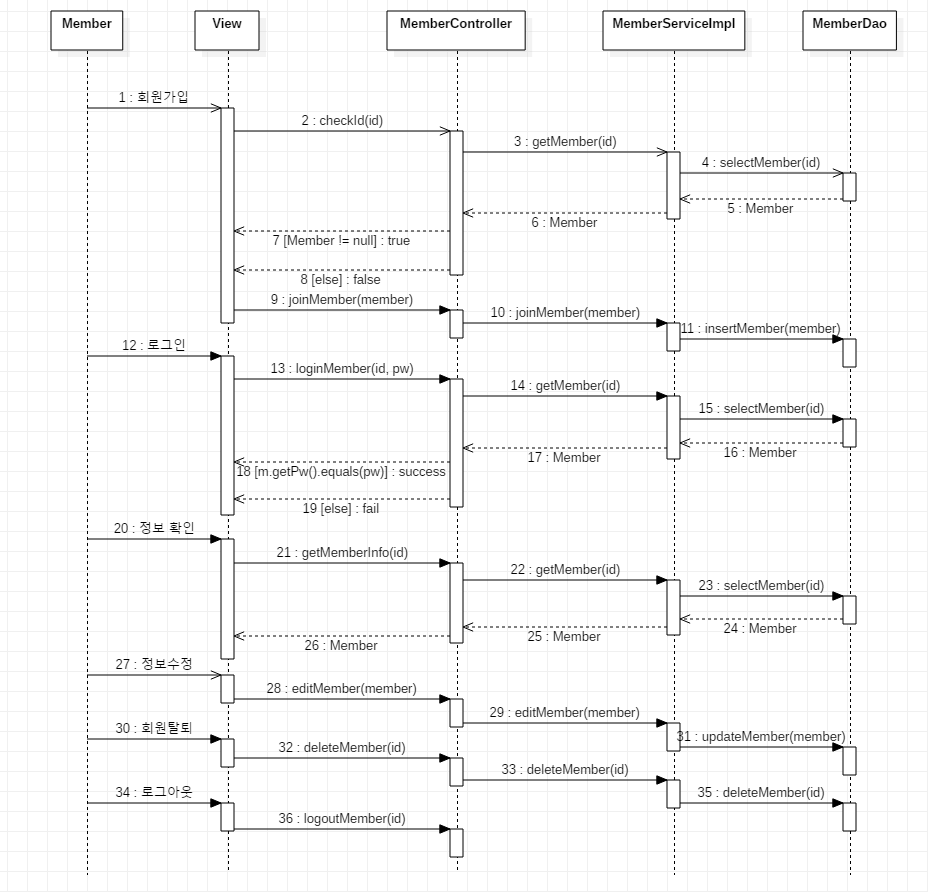 Member
View
MemberController
MemberServiceImpl
MemberDao
1 : 회원가입
2 : checkId(id)
3 : getMember(id)
4 : selectMember(id)
5 : Member
6 : Member
7 [Member != null] : true
8 [else] : false
9 : joinMember(member)
10 : joinMember(member)
11 : insertMember(member)
12 : 로그인
13 : loginMember(id, pw)
14 : getMember(id)
15 : selectMember(id)
16 : Member
17 : Member
18 [m.getPw().equals(pw)] : success
19 [else] : fail
20 : 정보 확인
21 : getMemberInfo(id)
22 : getMember(id)
23 : selectMember(id)
24 : Member
25 : Member
26 : Member
27 : 정보수정
28 : editMember(member)
29 : editMember(member)
30 : 회원탈퇴
31 : updateMember(member)
32 : deleteMember(id)
33 : deleteMember(id)
34 : 로그아웃
35 : deleteMember(id)
36 : logoutMember(id)